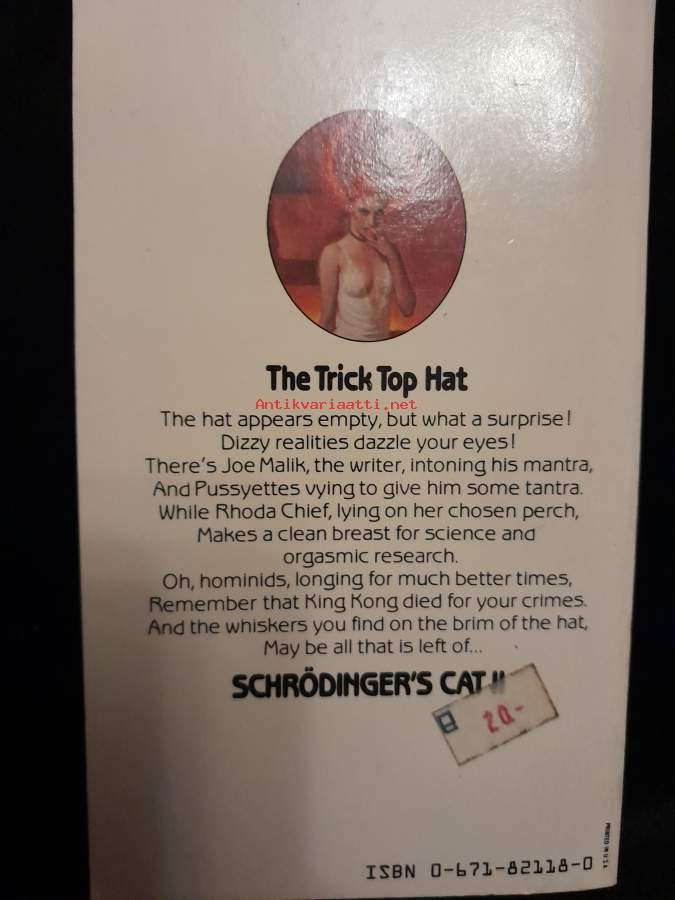 The Trick Top Hat
Antikvariaatti.net
The hat appears empty, but what a surprise!
Dizzy realities dazzle your eyes!
There's Joe Malik, the writer, intoning his mantra,
And Pussyettes vying to give him some tantra.
While Rhoda Chief, lying on her chosen perch,
Makes a clean breast for science and
orgasmic research.
Oh, hominids, longing for much better times,
Remember that King Kong died for your crimes.
And the whiskers you find on the brim of the hat,
May be all that is left of...
SCHRÖDINGER'S CAT II
20.-
PRINTED IN U.S.A.
ISBN 0-671-82118-0